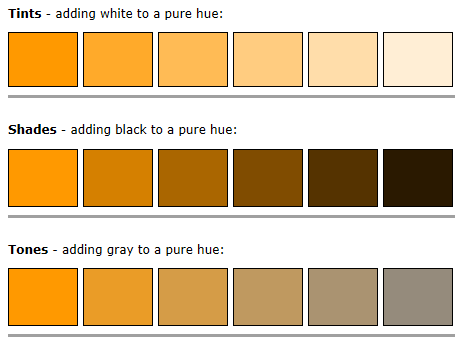 Tints - adding white to a pure hue:
Shades - adding black to a pure hue:
Tones - adding gray to a pure hue: